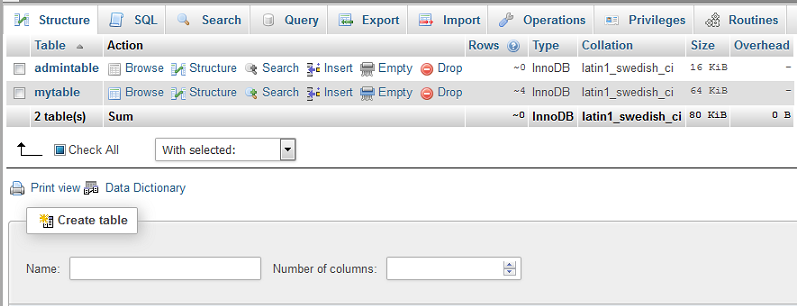 Structure SQL Search Query Export Import Operations Privileges Routines
Table Action Rows Type Collation Size Overhead
admintable Browse Structure Search Insert Empty Drop ~0 InnoDB latin1_swedish_ci 16 KiB -
mytable Browse Structure Search Insert Empty Drop ~4 InnoDB latin1_swedish_ci 64 KiB -
2 table(s) Sum ~0 InnoDB latin1_swedish_ci 80 KiB 0 B
Check All With selected:
Print view Data Dictionary
Create table
Name: Number of columns: